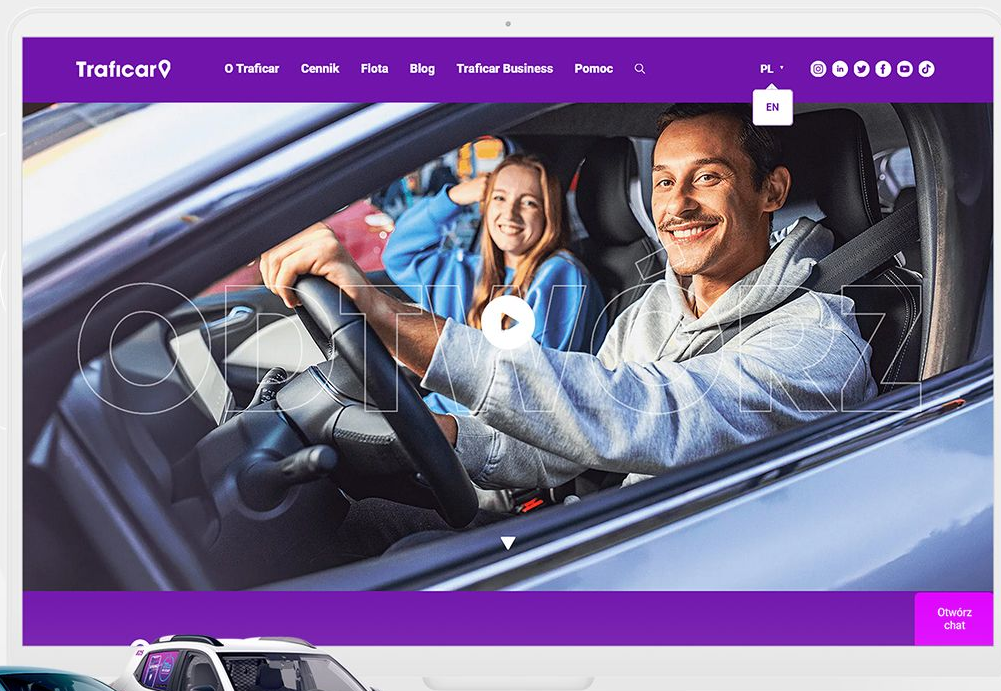 Traficar
O Traficar Cennik Flota Blog Traficar Business Pomoc PL
EN
ODTWÓRZ
Otwórz
chat